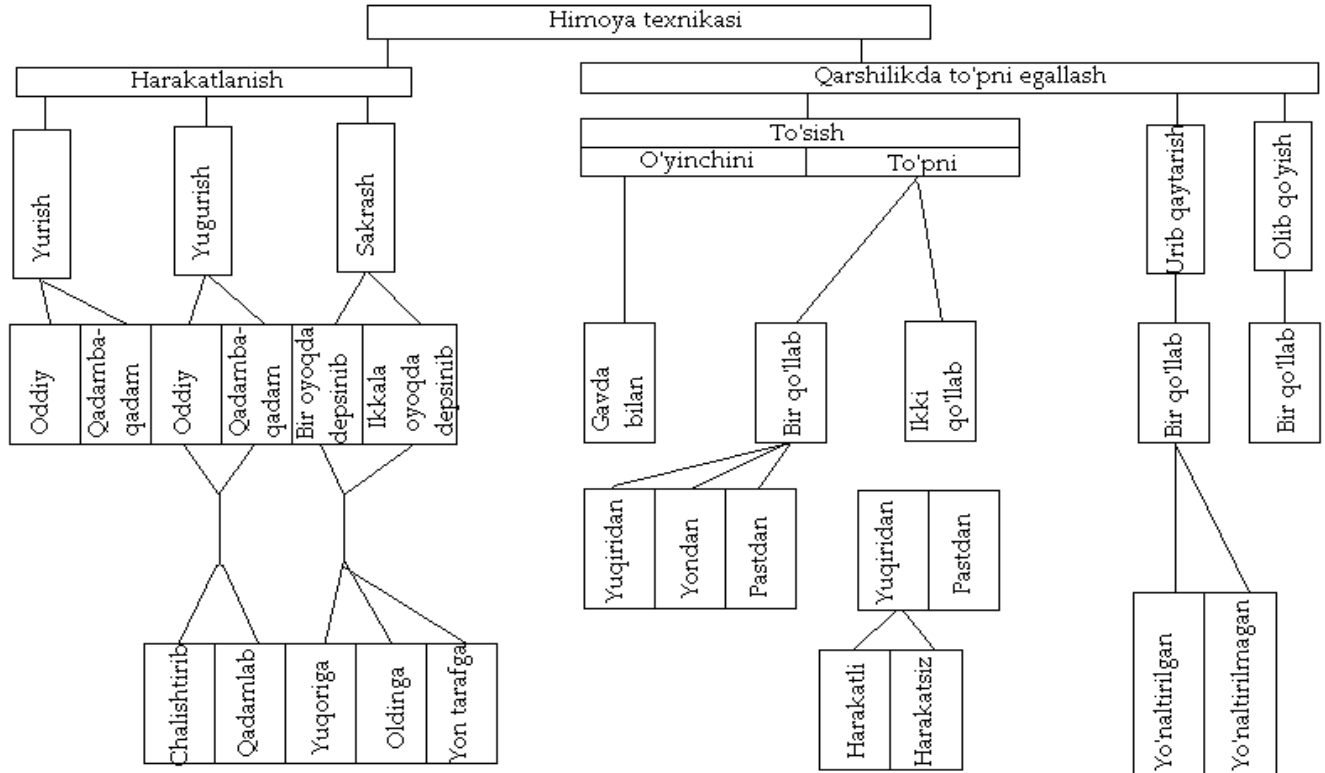 Himoya texnikasi
Harakatlanish
Qarshilikda to'pni egallash
To'sish
O'yinchini
To'pni
Yurish
Yugurish
Sakrash
Urib qaytarish
Olib qo'yish
Oddiy
Qadamba-
qadam
Oddiy
Qadamba-
qadam
Bir oyoqda
depsinib
Ikkala
oyoqda
depsinib
Gavda
bilan
Bir qo'llab
Ikki
qo'llab
Bir qo'llab
Bir qo'llab
Yuqiridan
Yondan
Pastdan
Yuqiridan
Pastdan
Chalishtirib
Qadamlab
Yuqoriga
Oldinga
Yon tarafga
Harakatli
Harakatsiz
Yo'naltirilgan
Yo'naltirilmagan